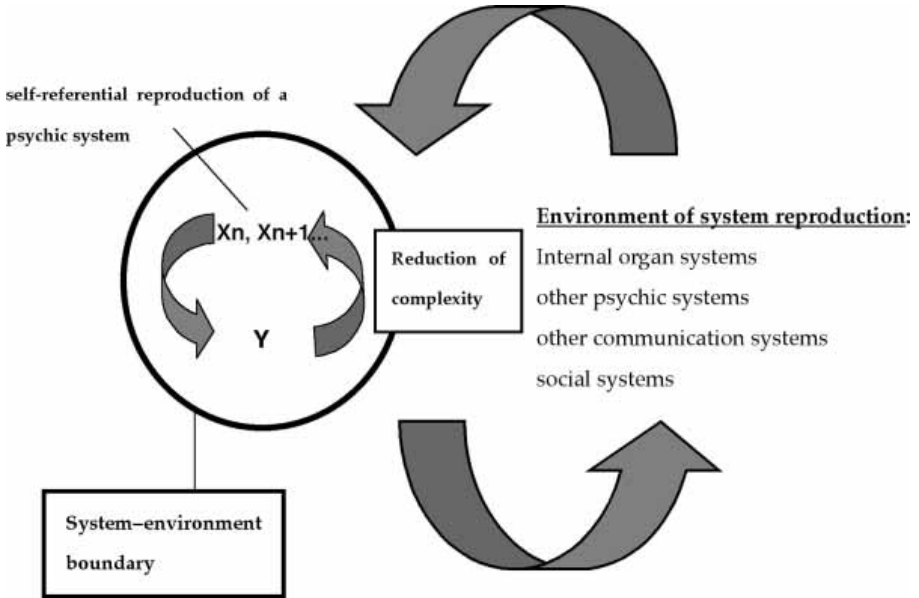 self-referential reproduction of a
psychic system
Xn, Xn+1...
Y
Reduction of
complexity
Environment of system reproduction:
Internal organ systems
other psychic systems
other communication systems
social systems
System–environment
boundary